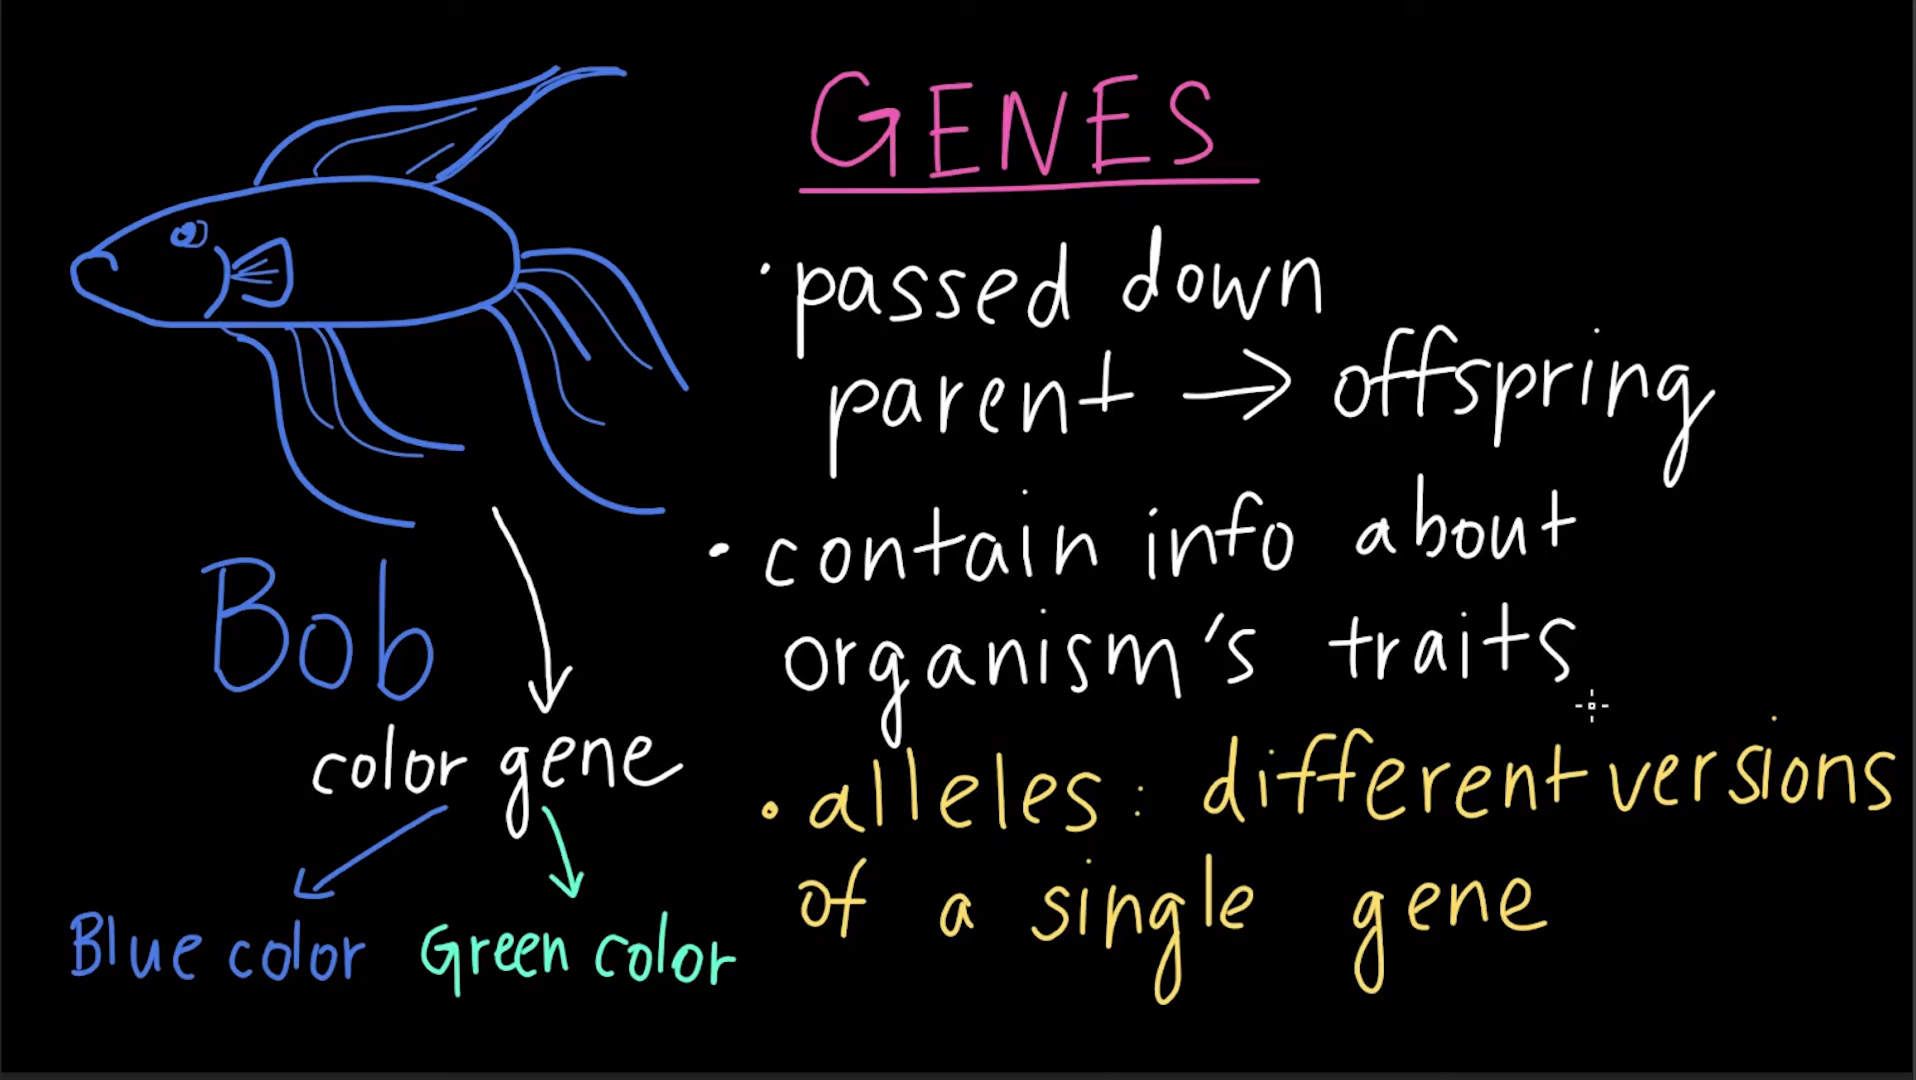 GENES
• passed down
parent → offspring
• contain info about
organism's traits
• alleles: different versions
of a single gene
Bob
color gene
Blue color
Green color